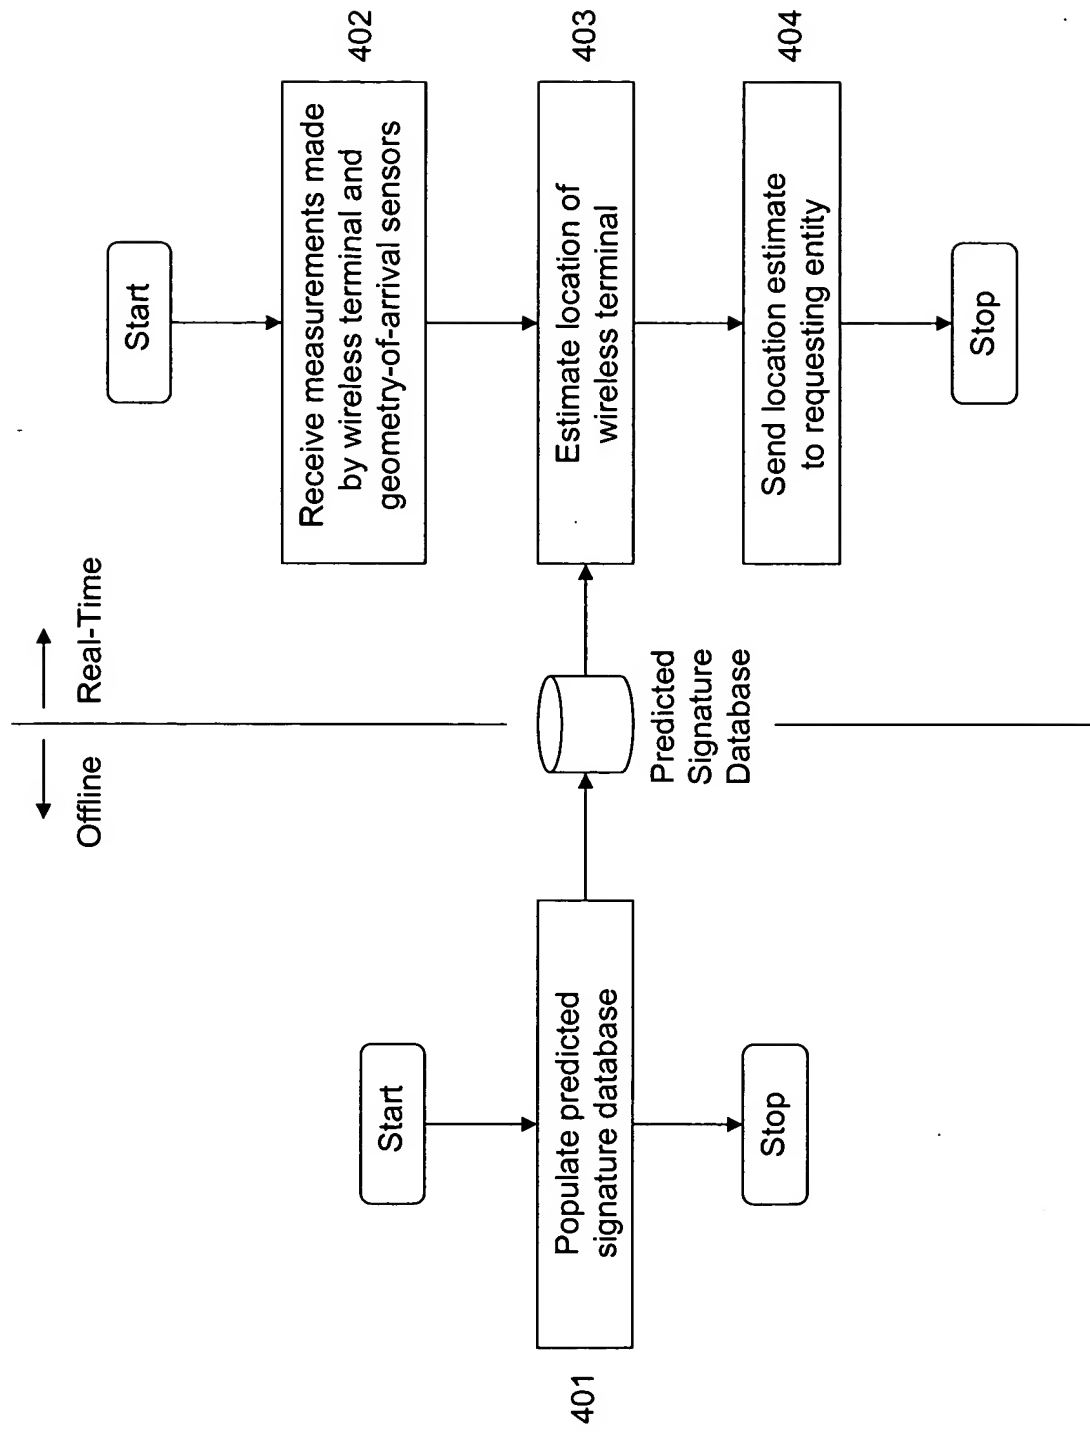 Offline
Real-Time
Start
Populate predicted
signature database
401
Stop
Predicted
Signature
Database
Start
Receive measurements made
by wireless terminal and
geometry-of-arrival sensors
402
Estimate location of
wireless terminal
403
Send location estimate
to requesting entity
404
Stop